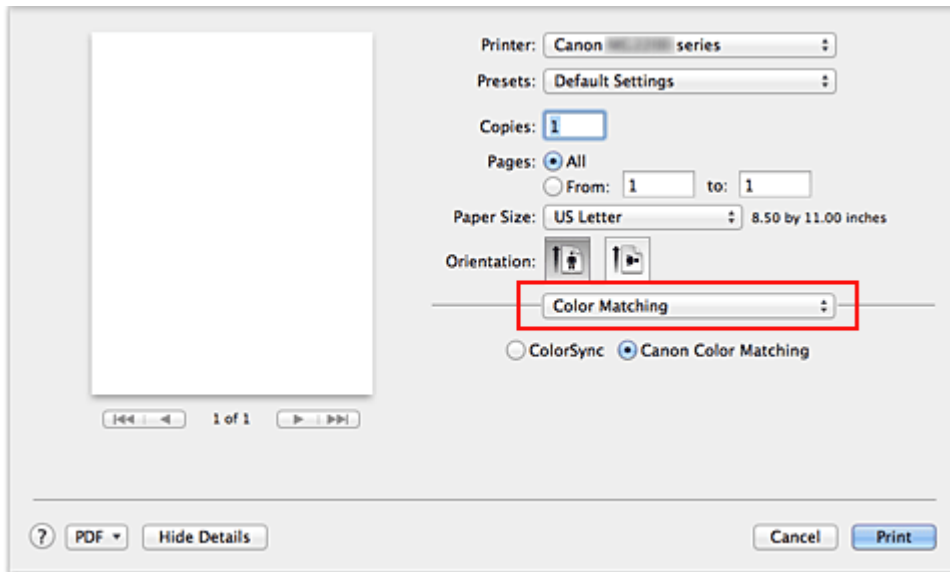 Printer: Canon series
Presets: Default Settings
Copies: 1
Pages: All
From: 1 to: 1
Paper Size: US Letter 8.50 by 11.00 inches
Orientation:
Color Matching
ColorSync Canon Color Matching
1 of 1
? PDF Hide Details Cancel Print